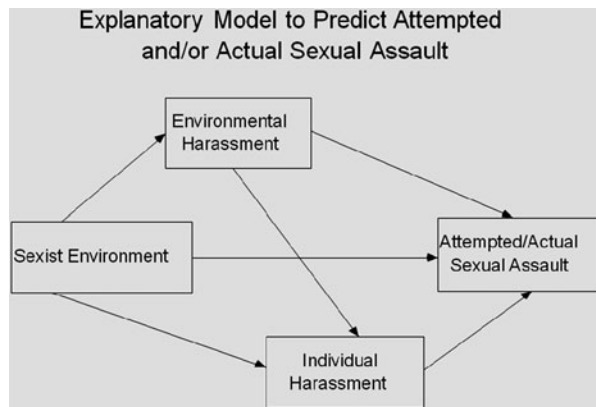 Explanatory Model to Predict Attempted
and/or Actual Sexual Assault
Environmental
Harassment
Sexist Environment
Attempted/Actual
Sexual Assault
Individual
Harassment